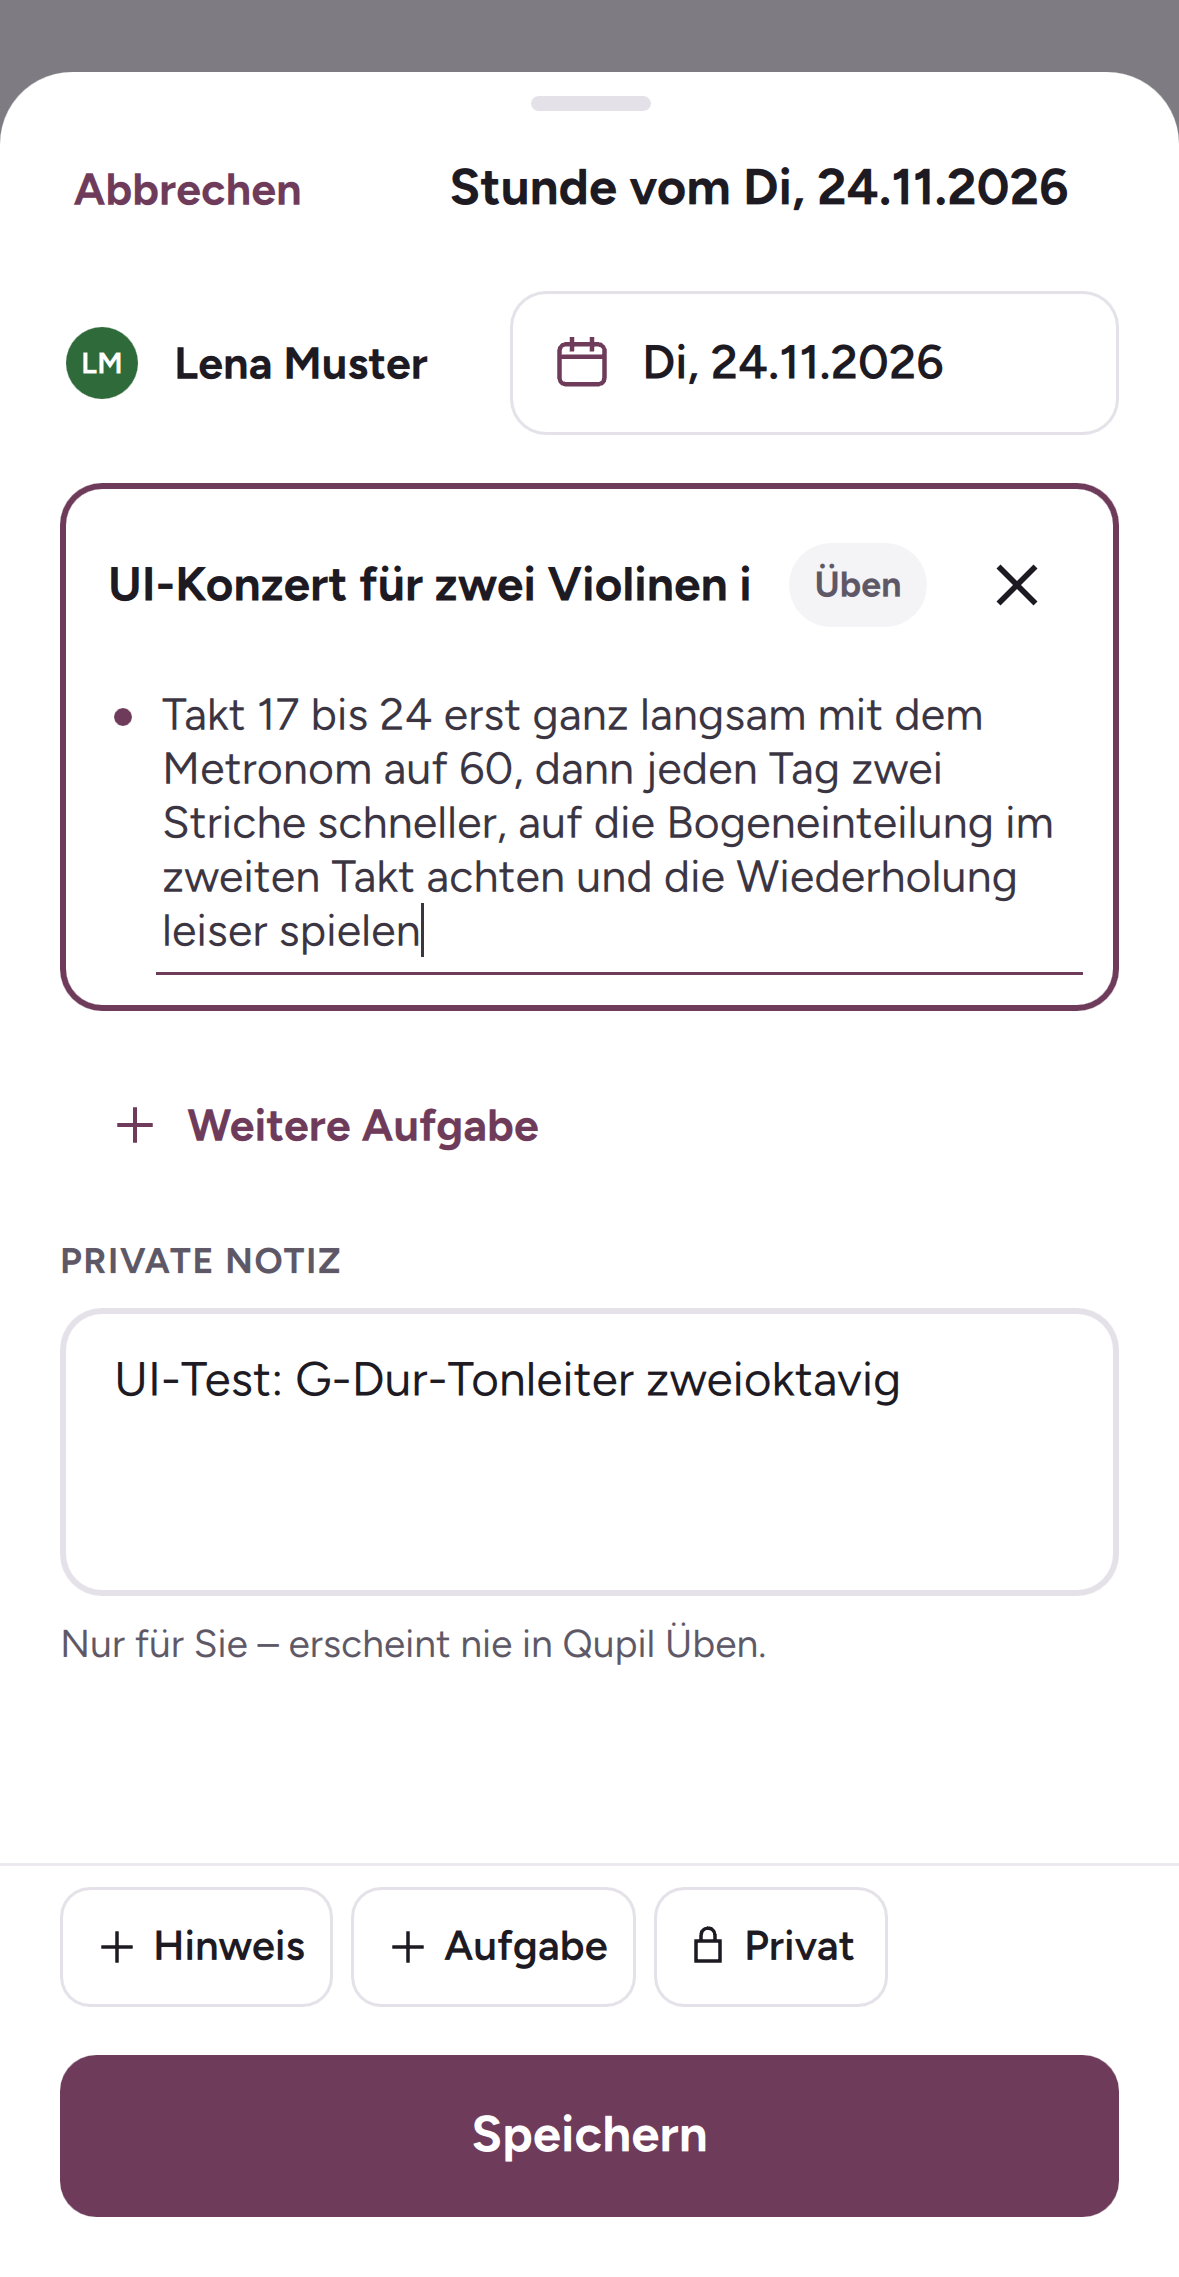 Abbrechen
Stunde vom Di, 24.11.2026
LM
Lena Muster
Di, 24.11.2026
UI-Konzert für zwei Violinen i
Üben
Takt 17 bis 24 erst ganz langsam mit dem
Metronom auf 60, dann jeden Tag zwei
Striche schneller, auf die Bogeneinteilung im
zweiten Takt achten und die Wiederholung
leiser spielen
Weitere Aufgabe
PRIVATE NOTIZ
UI-Test: G-Dur-Tonleiter zweioktavig
Nur für Sie – erscheint nie in Qupil Üben.
Hinweis
Aufgabe
Privat
Speichern